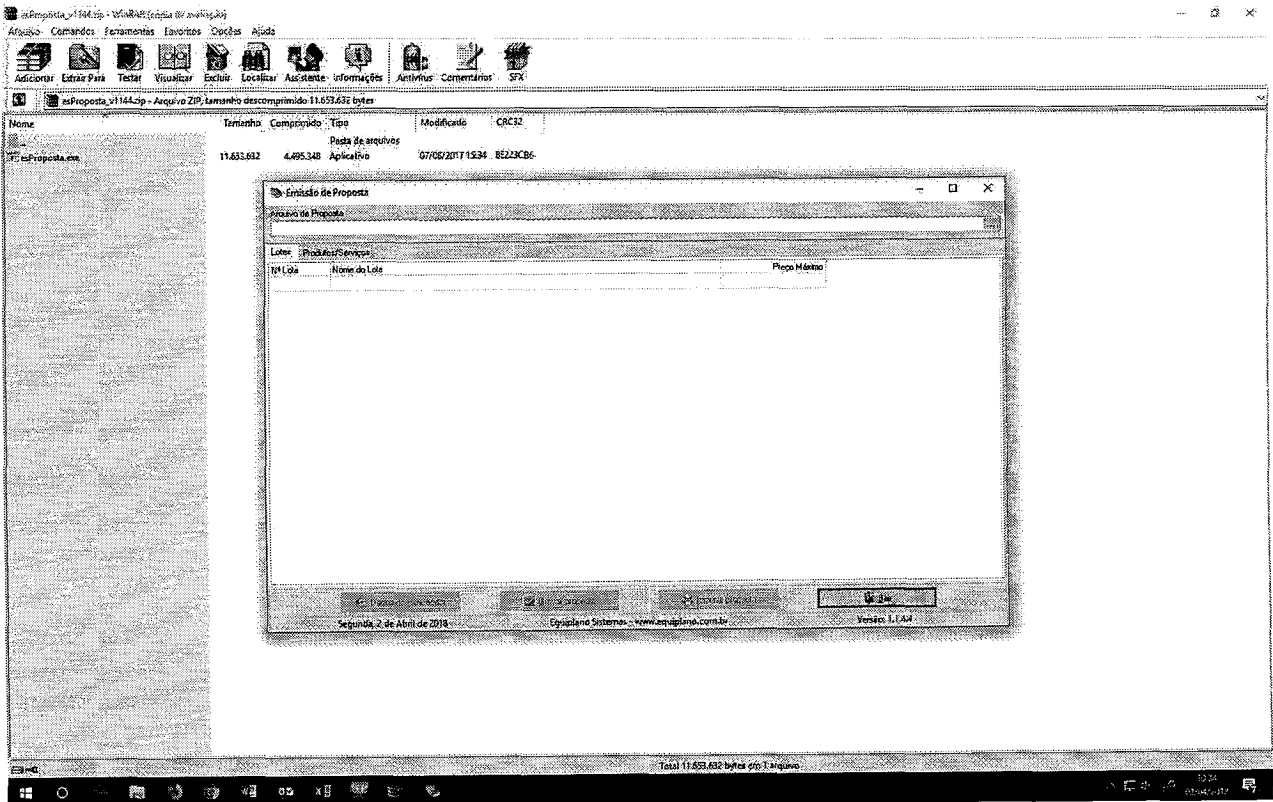 esProposta_v1144.zip - WinRAR (cópia de avaliação)
Arquivo Comandos Ferramentas Favoritos Opções Ajuda
Adicionar Extrair Para Testar Visualizar Excluir Localizar Assistente Informações Antivírus Comentários SFX
esProposta_v1144.zip - Arquivo ZIP, tamanho descomprimido 11.653.632 bytes
Nome Tamanho Comprimido Tipo Modificado CRC32
.. Pasta de arquivos
esProposta.exe 11.653.632 4.495.348 Aplicativo 07/08/2017 15:34
Emissão de Proposta
Arquivo de Proposta
Lotes Produtos/Serviços
Nº Lote Nome do Lote Preço Máximo
Segunda, 2 de Abril de 2018 Equiplano Sistemas - www.equiplano.com.br Versão: 1.1.4.4
Total 11.653.632 bytes em 1 arquivo